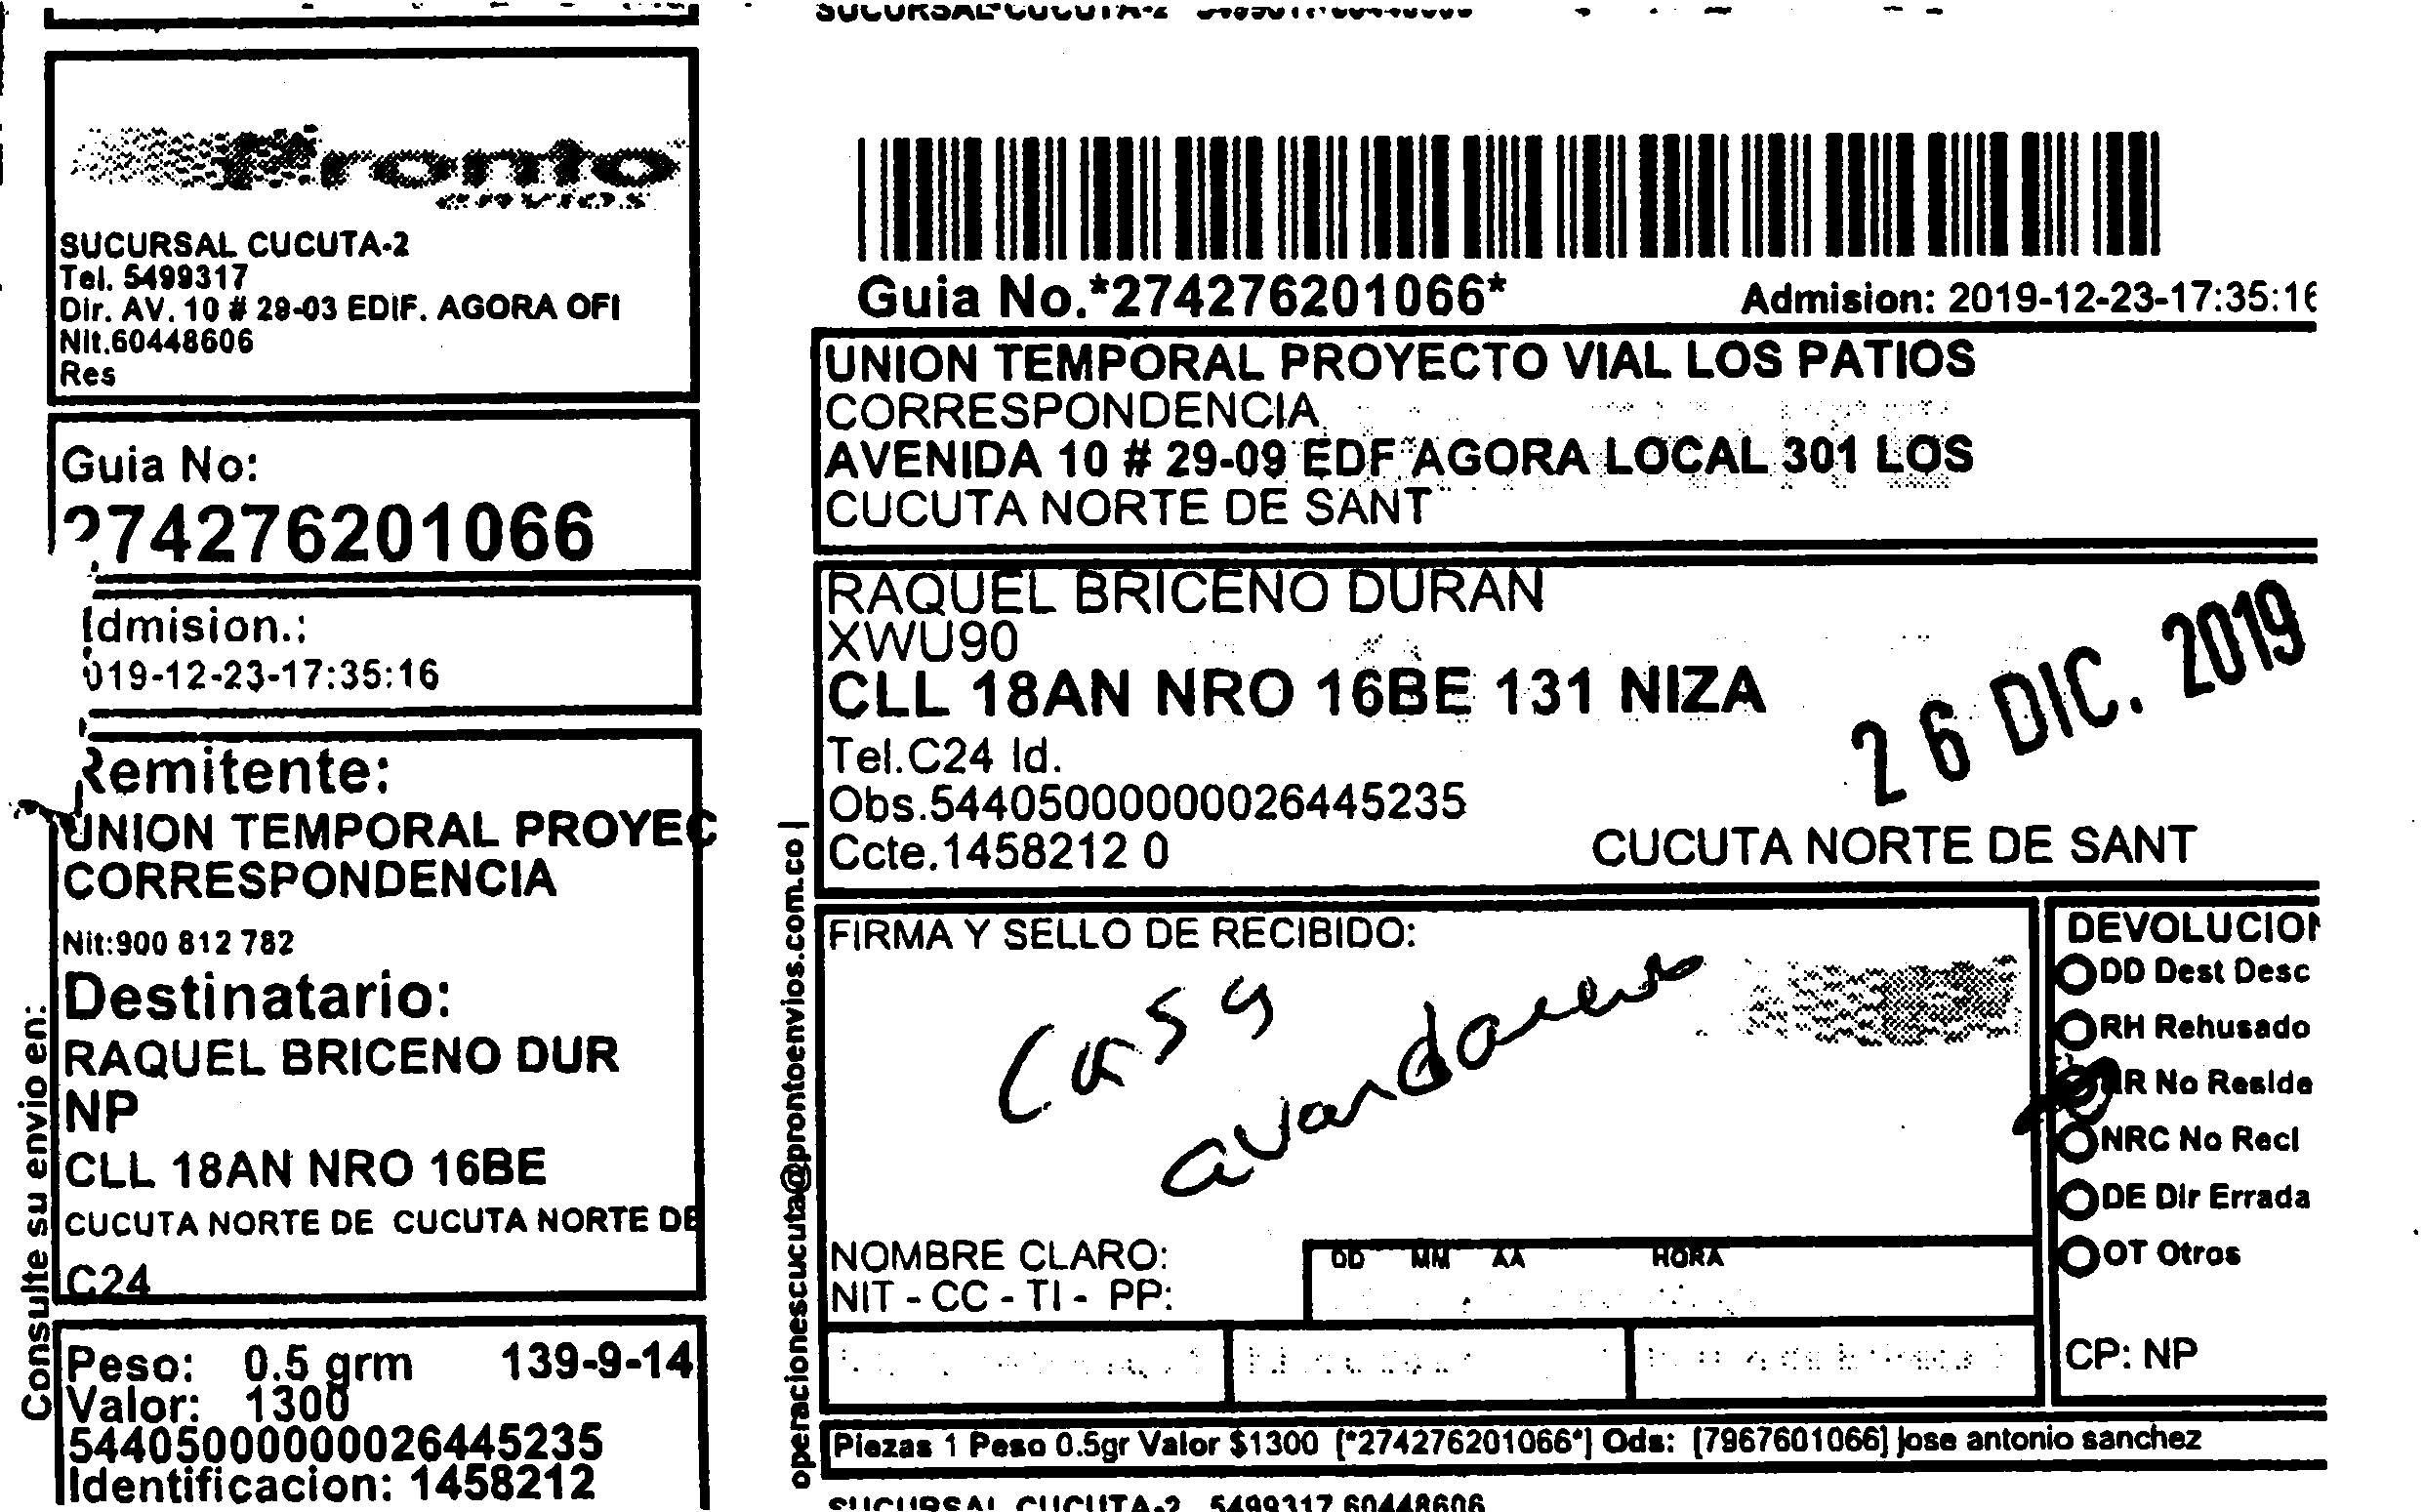 SUCURSAL CUCUTA-2
Pronto
envios
SUCURSAL CUCUTA-2
Tel. 5499317
Dir. AV. 10 # 29-03 EDIF. AGORA OFI
Nit.60448606
Res
Guia No:
274276201066
dmision.:
019-12-23-17:35:16
Remitente:
UNION TEMPORAL PROYEC
CORRESPONDENCIA
Nit:900 812 782
Destinatario:
RAQUEL BRICENO DUR
NP
CLL 18AN NRO 16BE
CUCUTA NORTE DE CUCUTA NORTE DE
C24
Consulte su envio en:
Peso: 0.5 grm 139-9-14
Valor: 1300
544050000000026445235
Identificacion: 1458212
Guia No.*274276201066*
Admision: 2019-12-23-17:35:16
UNION TEMPORAL PROYECTO VIAL LOS PATIOS
CORRESPONDENCIA
AVENIDA 10 # 29-09 EDF AGORA LOCAL 301 LOS
CUCUTA NORTE DE SANT
RAQUEL BRICENO DURAN
XWU90
CLL 18AN NRO 16BE 131 NIZA
Tel.C24 Id.
Obs.544050000000026445235
Ccte.1458212 0
CUCUTA NORTE DE SANT
26 DIC. 2019
operacionescucuta@prontoenvios.com.co |
FIRMA Y SELLO DE RECIBIDO:
Casa
NOMBRE CLARO:
NIT - CC - TI - PP:
DD MM AA HORA
DEVOLUCION
DD Dest Desc
RH Rehusado
NR No Reside
NRC No Recl
DE Dir Errada
OT Otros
CP: NP
Piezas 1 Peso 0.5gr Valor $1300 [*274276201066*] Ods: [7967601066] jose antonio sanchez
SUCURSAL CUCUTA-2 5499317 60448606